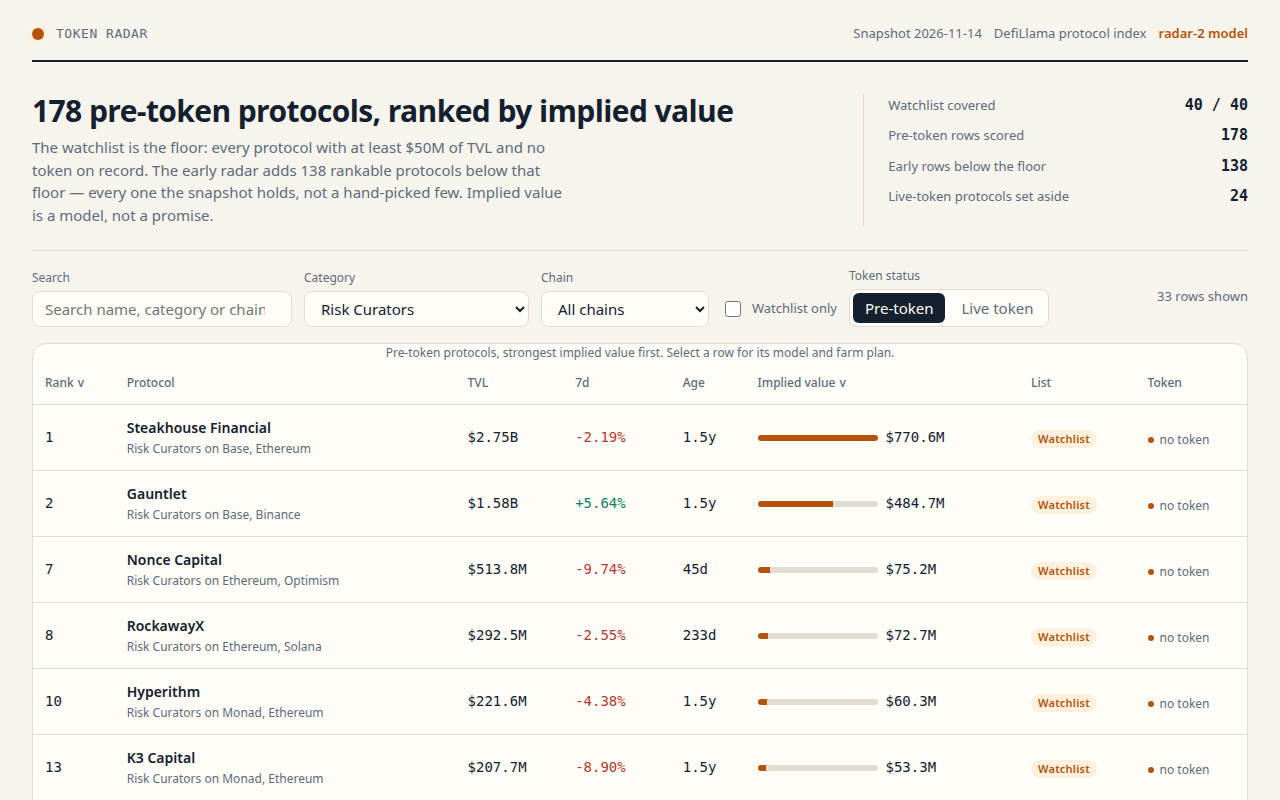 TOKEN RADAR
Snapshot 2026-11-14 DefiLlama protocol index radar-2 model
178 pre-token protocols, ranked by implied value
The watchlist is the floor: every protocol with at least $50M of TVL and no
token on record. The early radar adds 138 rankable protocols below that
floor — every one the snapshot holds, not a hand-picked few. Implied value
is a model, not a promise.
Watchlist covered 40 / 40
Pre-token rows scored 178
Early rows below the floor 138
Live-token protocols set aside 24
Search Category Chain Token status
Search name, category or chain Risk Curators All chains Watchlist only Pre-token Live token 33 rows shown
Pre-token protocols, strongest implied value first. Select a row for its model and farm plan.
Rank v Protocol TVL 7d Age Implied value v List Token
1 Steakhouse Financial $2.75B -2.19% 1.5y $770.6M Watchlist no token
Risk Curators on Base, Ethereum
2 Gauntlet $1.58B +5.64% 1.5y $484.7M Watchlist no token
Risk Curators on Base, Binance
7 Nonce Capital $513.8M -9.74% 45d $75.2M Watchlist no token
Risk Curators on Ethereum, Optimism
8 RockawayX $292.5M -2.55% 233d $72.7M Watchlist no token
Risk Curators on Ethereum, Solana
10 Hyperithm $221.6M -4.38% 1.5y $60.3M Watchlist no token
Risk Curators on Monad, Ethereum
13 K3 Capital $207.7M -8.90% 1.5y $53.3M Watchlist no token
Risk Curators on Monad, Ethereum